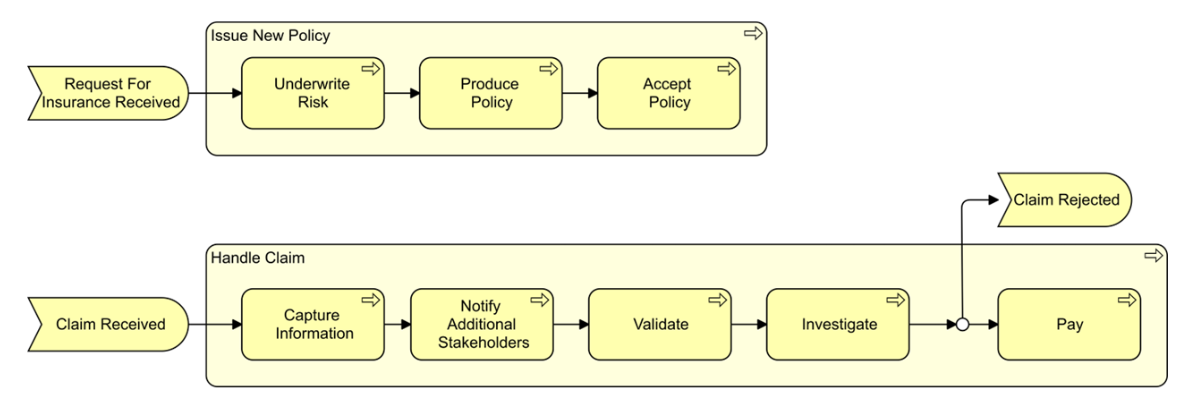 Issue New Policy
Request For
Insurance Received
Underwrite
Risk
Produce
Policy
Accept
Policy
Claim Rejected
Handle Claim
Claim Received
Capture
Information
Notify
Additional
Stakeholders
Validate
Investigate
Pay